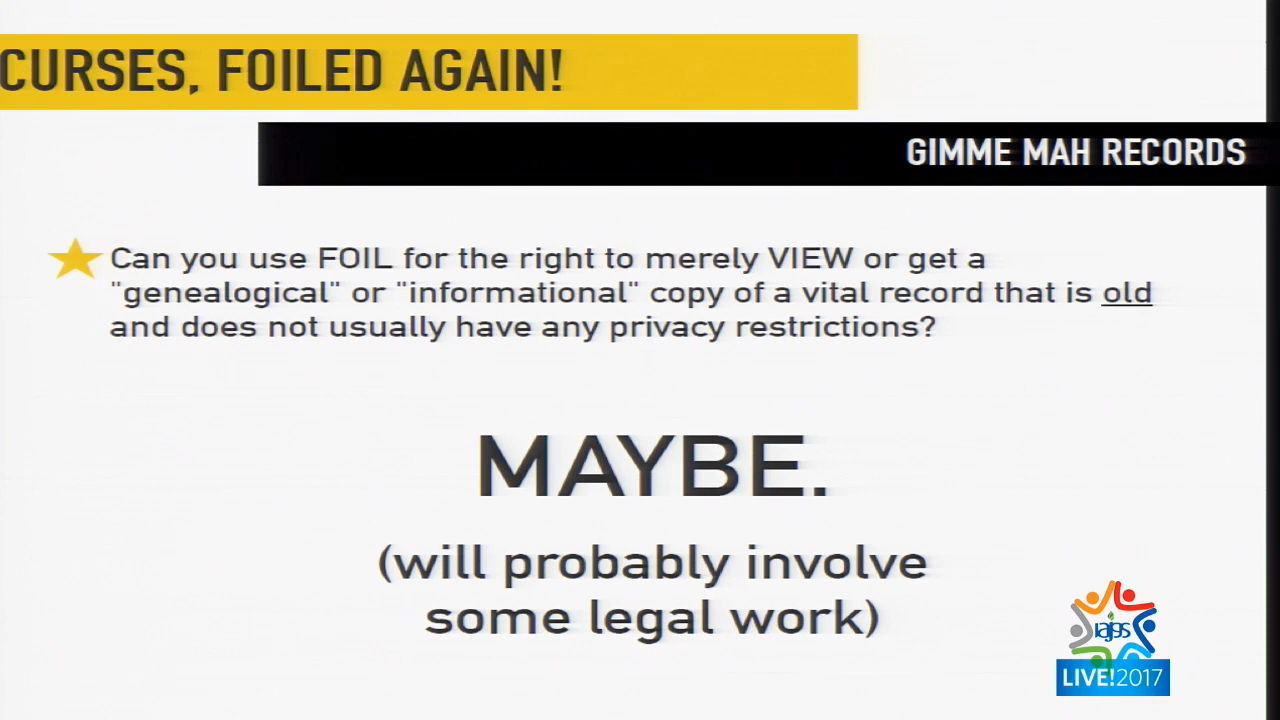 CURSES, FOILED AGAIN!
GIMME MAH RECORDS
Can you use FOIL for the right to merely VIEW or get a
"genealogical" or "informational" copy of a vital record that is old
and does not usually have any privacy restrictions?
MAYBE.
(will probably involve
some legal work)
iajgs
LIVE!2017